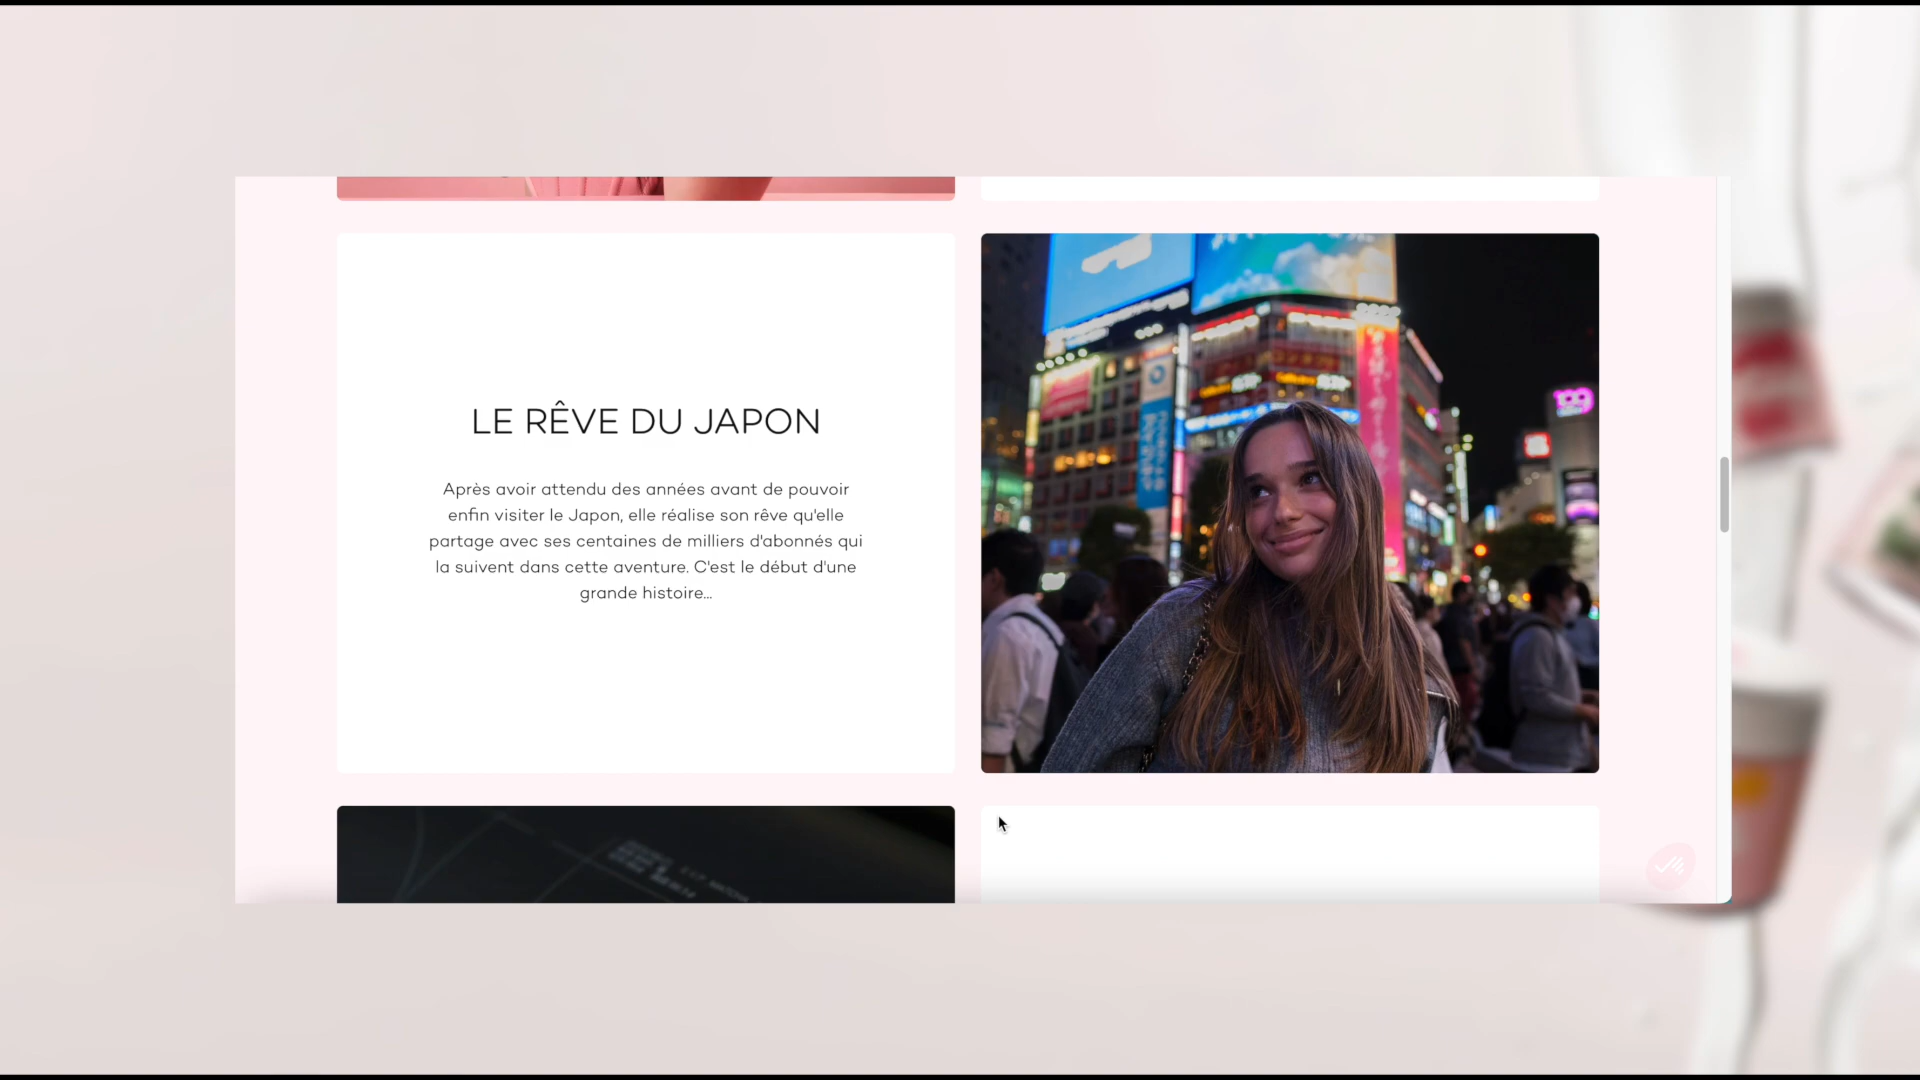 LE RÊVE DU JAPON
Après avoir attendu des années avant de pouvoir
enfin visiter le Japon, elle réalise son rêve qu'elle
partage avec ses centaines de milliers d'abonnés qui
la suivent dans cette aventure. C'est le début d'une
grande histoire...